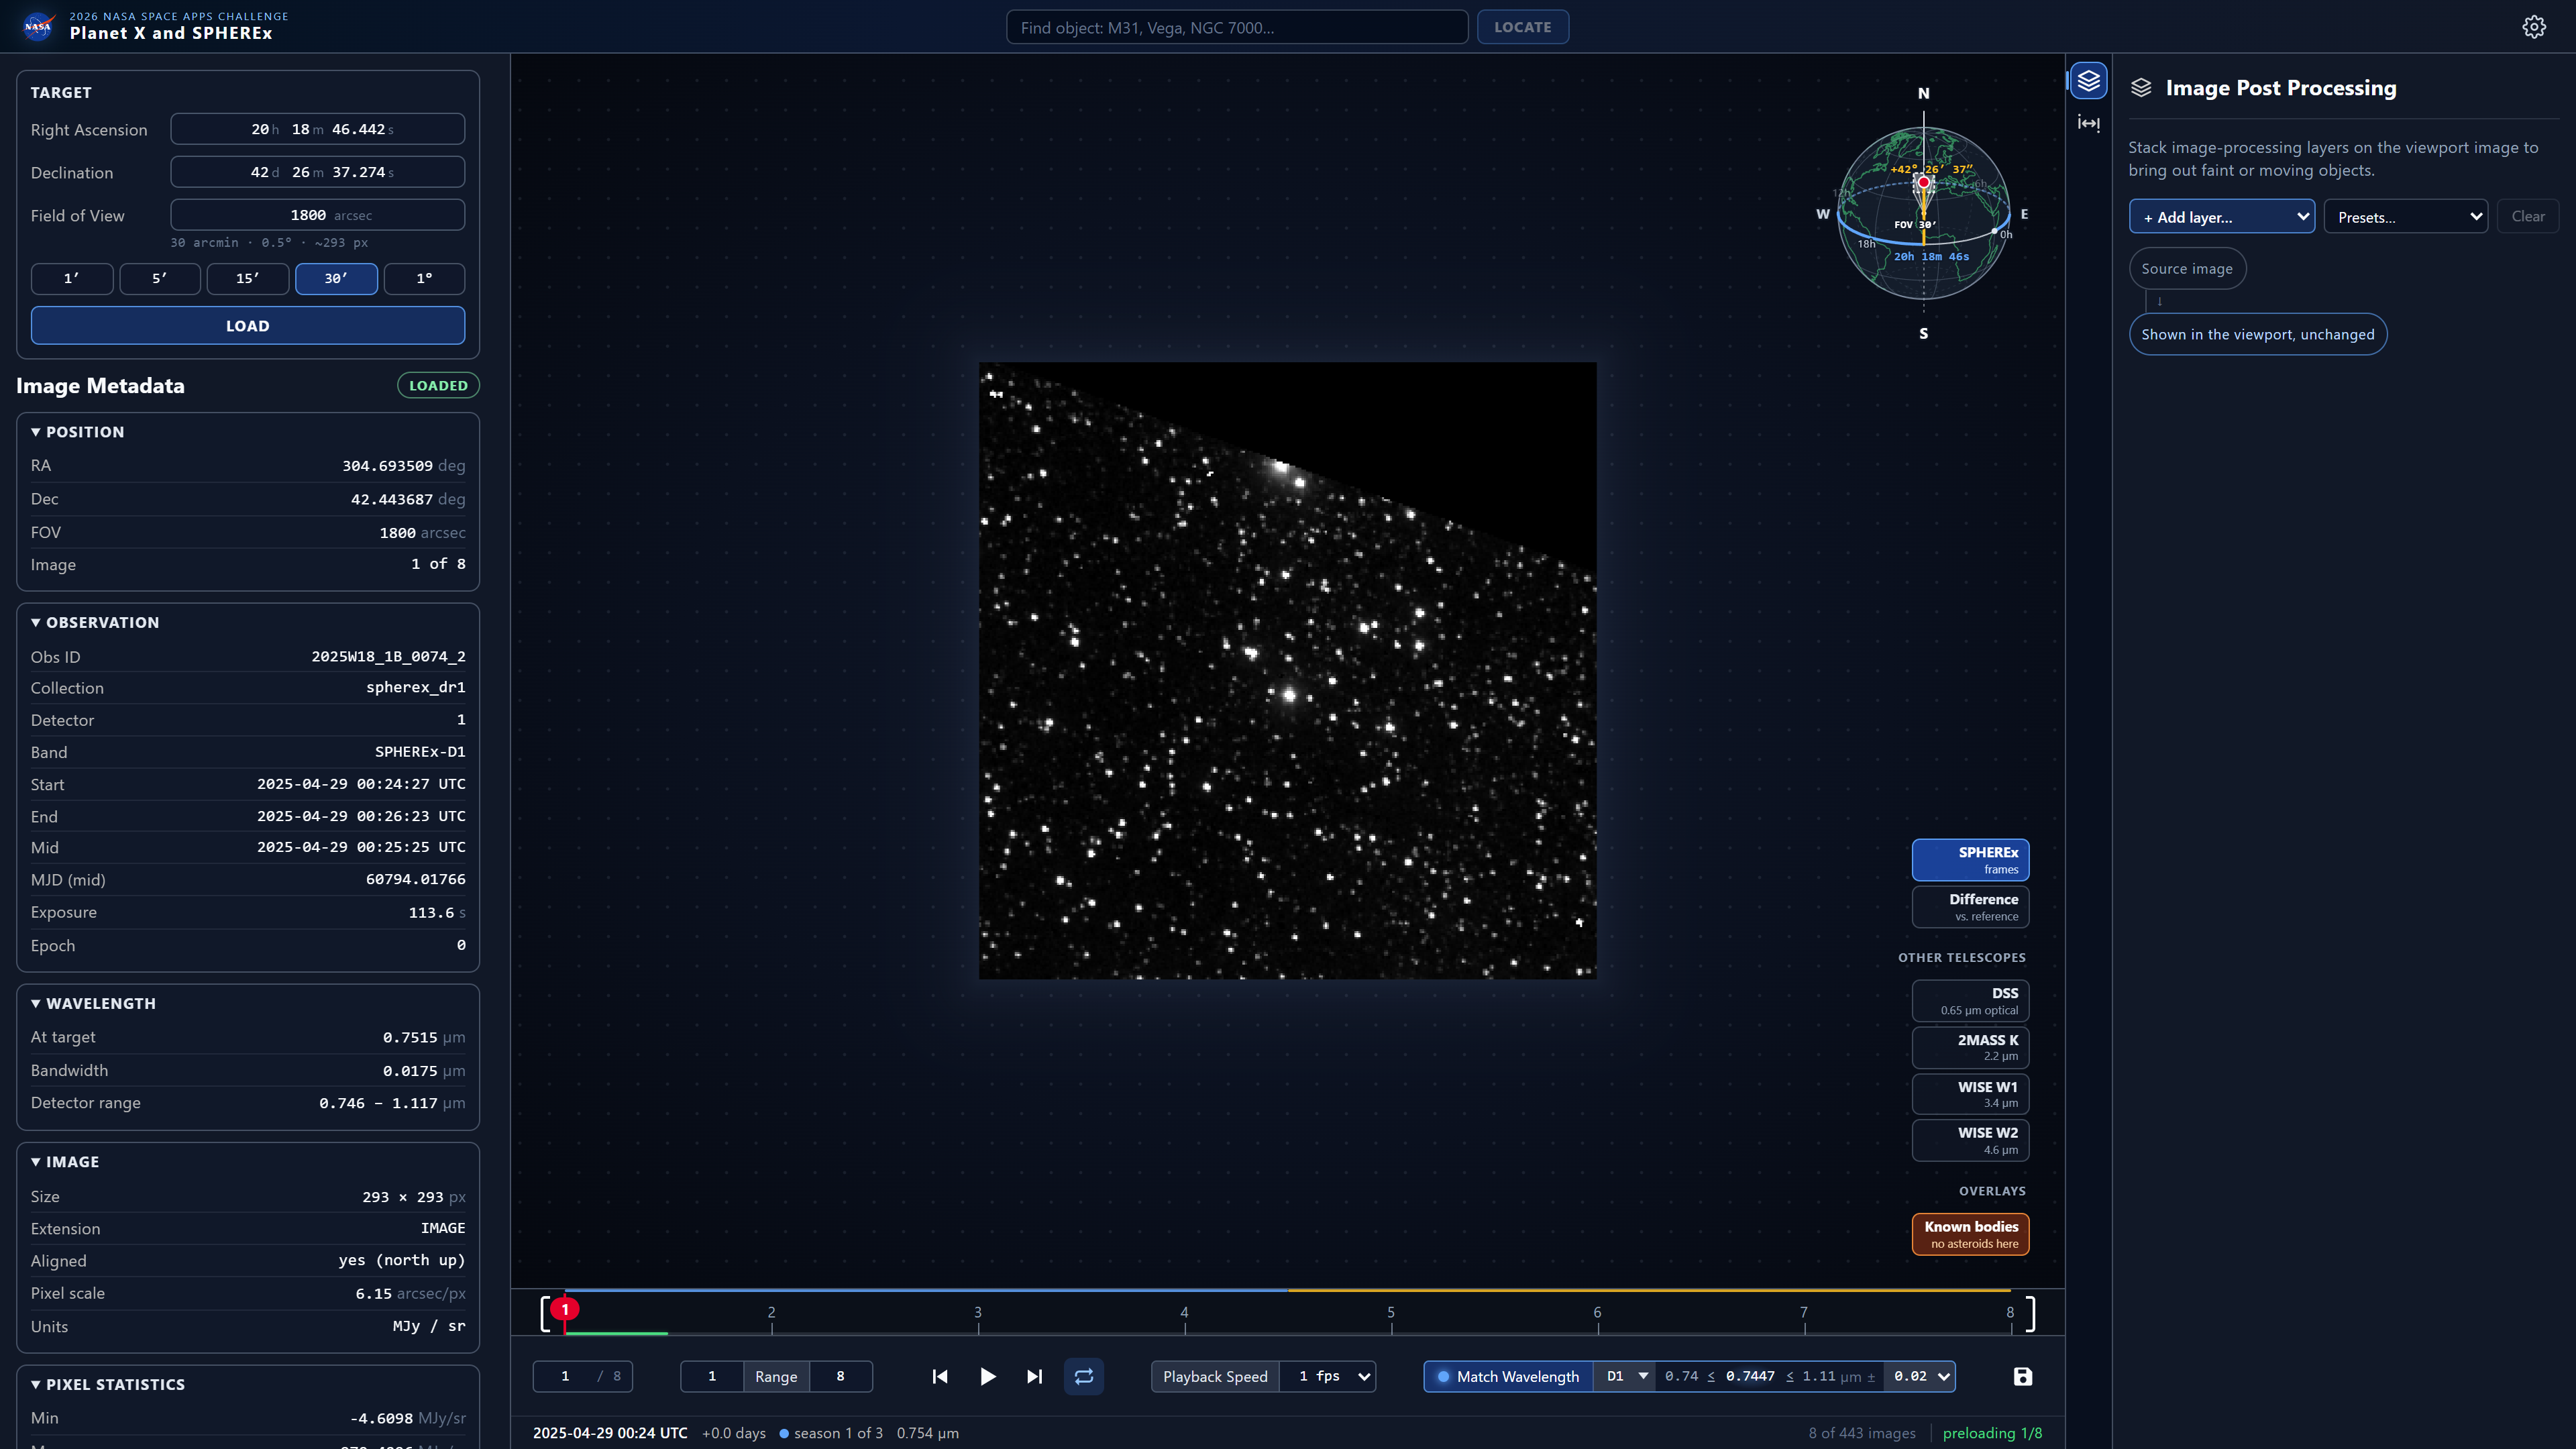 NASA
2026 NASA SPACE APPS CHALLENGE
Planet X and SPHEREx
Find object: M31, Vega, NGC 7000...
LOCATE
TARGET
Right Ascension 20h 18m 46.442s
Declination 42d 26m 37.274s
Field of View 1800 arcsec
30 arcmin · 0.5° · ~293 px
1′ 5′ 15′ 30′ 1°
LOAD
Image Metadata LOADED
▼ POSITION
RA 304.693509 deg
Dec 42.443687 deg
FOV 1800 arcsec
Image 1 of 8
▼ OBSERVATION
Obs ID 2025W18_1B_0074_2
Collection spherex_dr1
Detector 1
Band SPHEREx-D1
Start 2025-04-29 00:24:27 UTC
End 2025-04-29 00:26:23 UTC
Mid 2025-04-29 00:25:25 UTC
MJD (mid) 60794.01766
Exposure 113.6 s
Epoch 0
▼ WAVELENGTH
At target 0.7515 µm
Bandwidth 0.0175 µm
Detector range 0.746 – 1.117 µm
▼ IMAGE
Size 293 × 293 px
Extension IMAGE
Aligned yes (north up)
Pixel scale 6.15 arcsec/px
Units MJy / sr
▼ PIXEL STATISTICS
Min -4.6098 MJy/sr
N
+42° 26′ 37″
W
E
FOV 30′
0h
18h
20h 18m 46s
S
SPHEREx
frames
Difference
vs. reference
OTHER TELESCOPES
DSS
0.65 µm optical
2MASS K
2.2 µm
WISE W1
3.4 µm
WISE W2
4.6 µm
OVERLAYS
Known bodies
no asteroids here
1 2 3 4 5 6 7 8
1 / 8
1 Range 8
Playback Speed 1 fps
Match Wavelength D1 0.74 ≤ 0.7447 ≤ 1.11 µm ± 0.02
2025-04-29 00:24 UTC +0.0 days season 1 of 3 0.754 µm
8 of 443 images preloading 1/8
Image Post Processing
Stack image-processing layers on the viewport image to
bring out faint or moving objects.
+ Add layer... Presets... Clear
Source image
↓
Shown in the viewport, unchanged